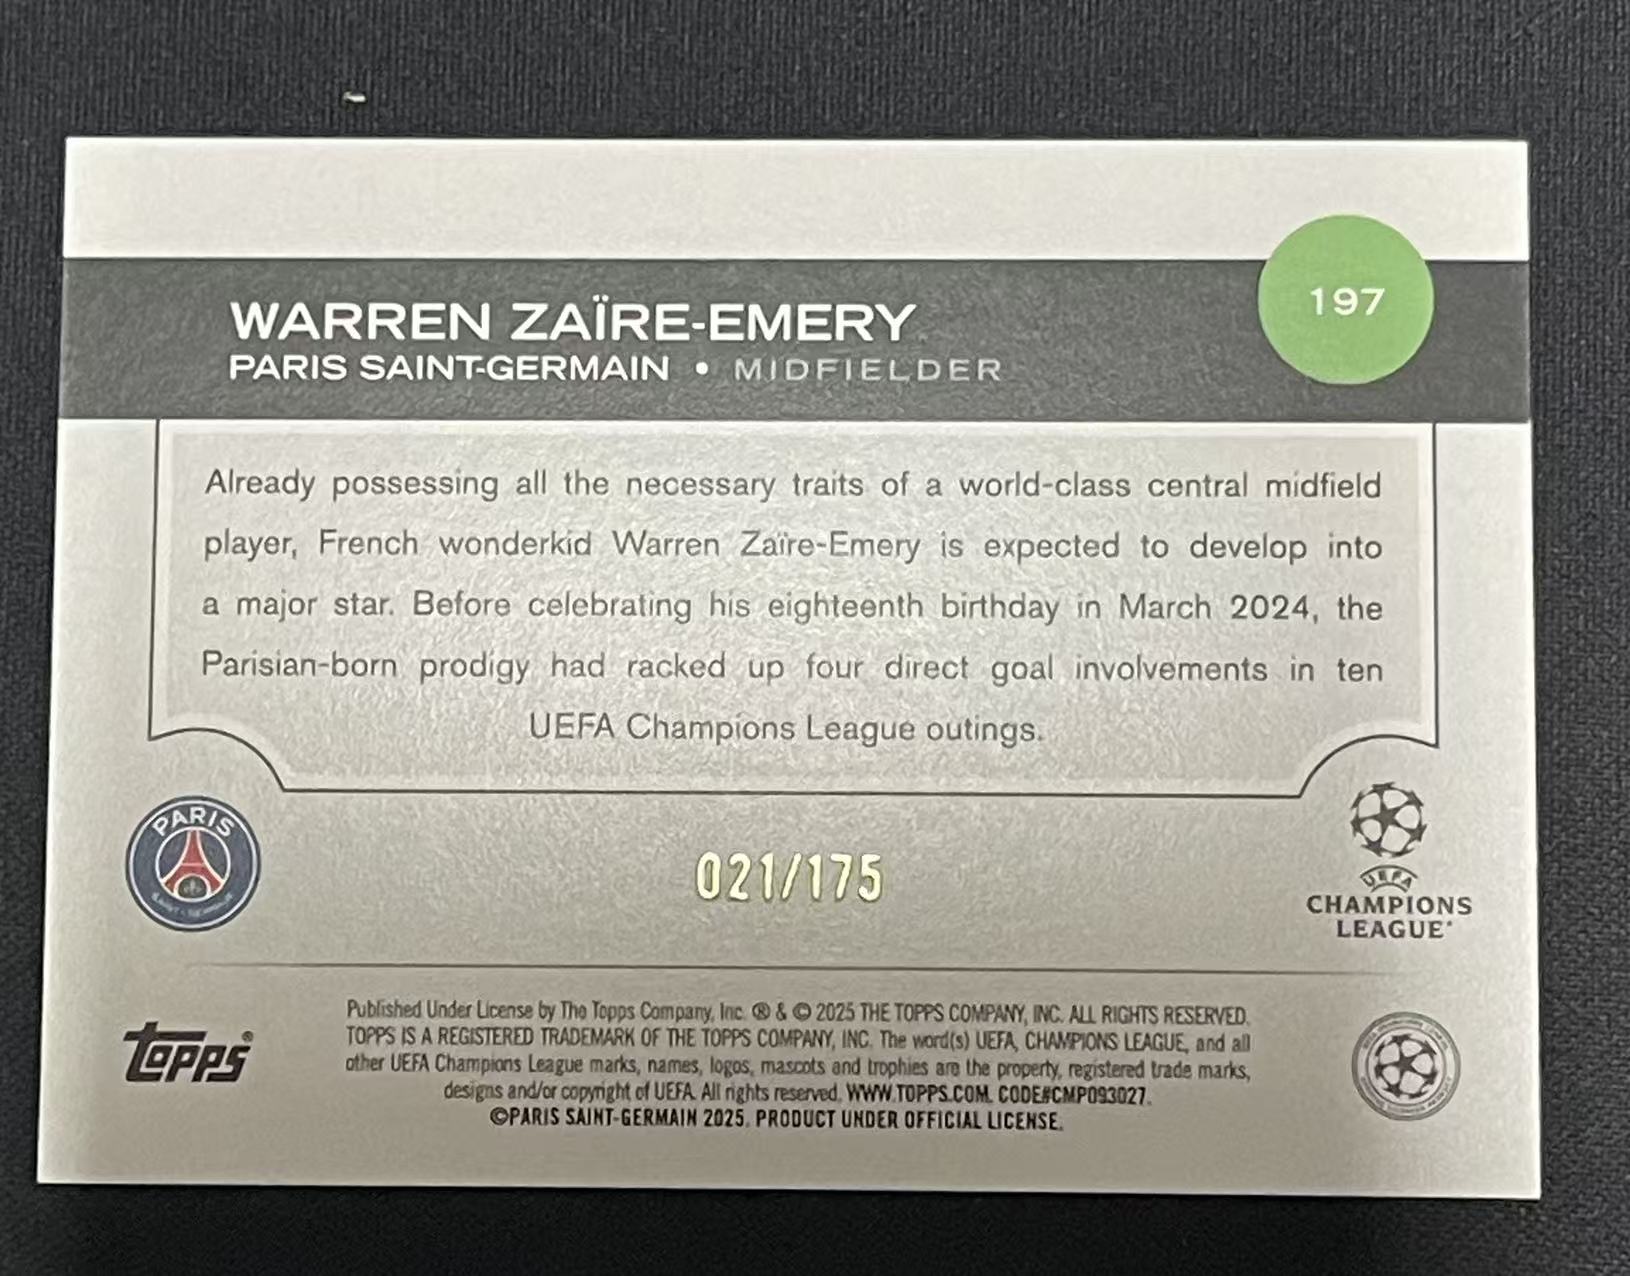 197
WARREN ZAÏRE-EMERY
PARIS SAINT-GERMAIN • MIDFIELDER
Already possessing all the necessary traits of a world-class central midfield
player, French wonderkid Warren Zaïre-Emery is expected to develop into
a major star. Before celebrating his eighteenth birthday in March 2024, the
Parisian-born prodigy had racked up four direct goal involvements in ten
UEFA Champions League outings.
PARIS
SAINT-GERMAIN
021/175
UEFA
CHAMPIONS
LEAGUE®
topps®
Published Under License by The Topps Company, Inc. ® & © 2025 THE TOPPS COMPANY, INC. ALL RIGHTS RESERVED.
TOPPS IS A REGISTERED TRADEMARK OF THE TOPPS COMPANY, INC. The word(s) UEFA, CHAMPIONS LEAGUE, and all
other UEFA Champions League marks, names, logos, mascots and trophies are the property, registered trade marks,
designs and/or copyright of UEFA. All rights reserved. WWW.TOPPS.COM. CODE#CMP093027.
©PARIS SAINT-GERMAIN 2025. PRODUCT UNDER OFFICIAL LICENSE.